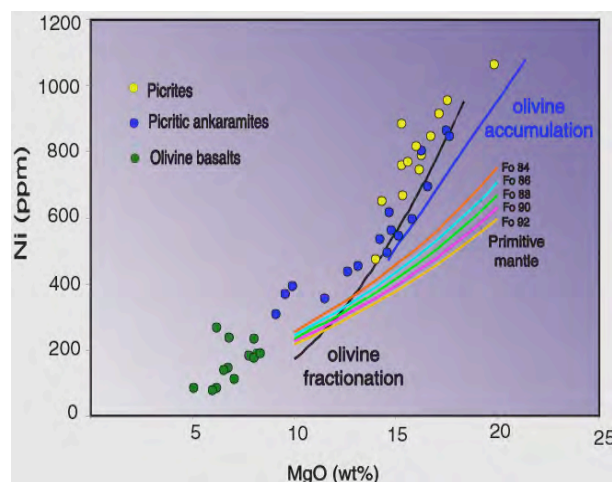 1200
1000
800
600
400
200
0
Ni (ppm)
Picrites
Picritic ankaramites
Olivine basalts
olivine
accumulation
Fo 84
Fo 86
Fo 88
Fo 90
Fo 92
Primitive
mantle
olivine
fractionation
5
10
15
20
25
MgO (wt%)